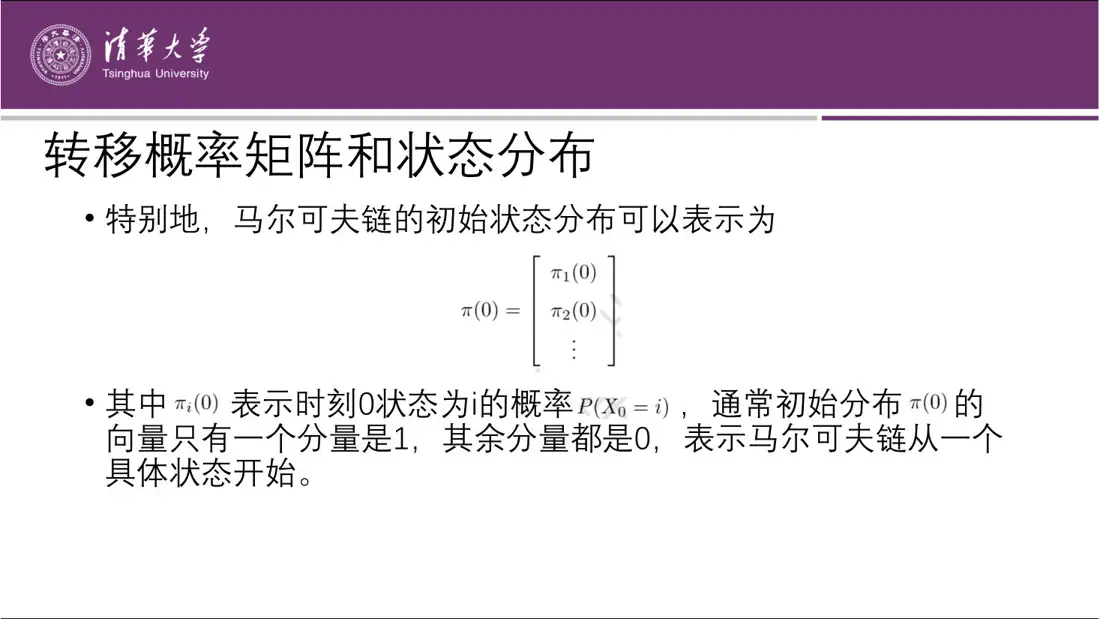 清华大学
Tsinghua University
转移概率矩阵和状态分布
• 特别地，马尔可夫链的初始状态分布可以表示为
π(0) = [ π₁(0)
π₂(0)
⋮ ]
• 其中 πᵢ(0) 表示时刻0状态为i的概率 P(X₀ = i) ，通常初始分布 π(0) 的
向量只有一个分量是1，其余分量都是0，表示马尔可夫链从一个
具体状态开始。